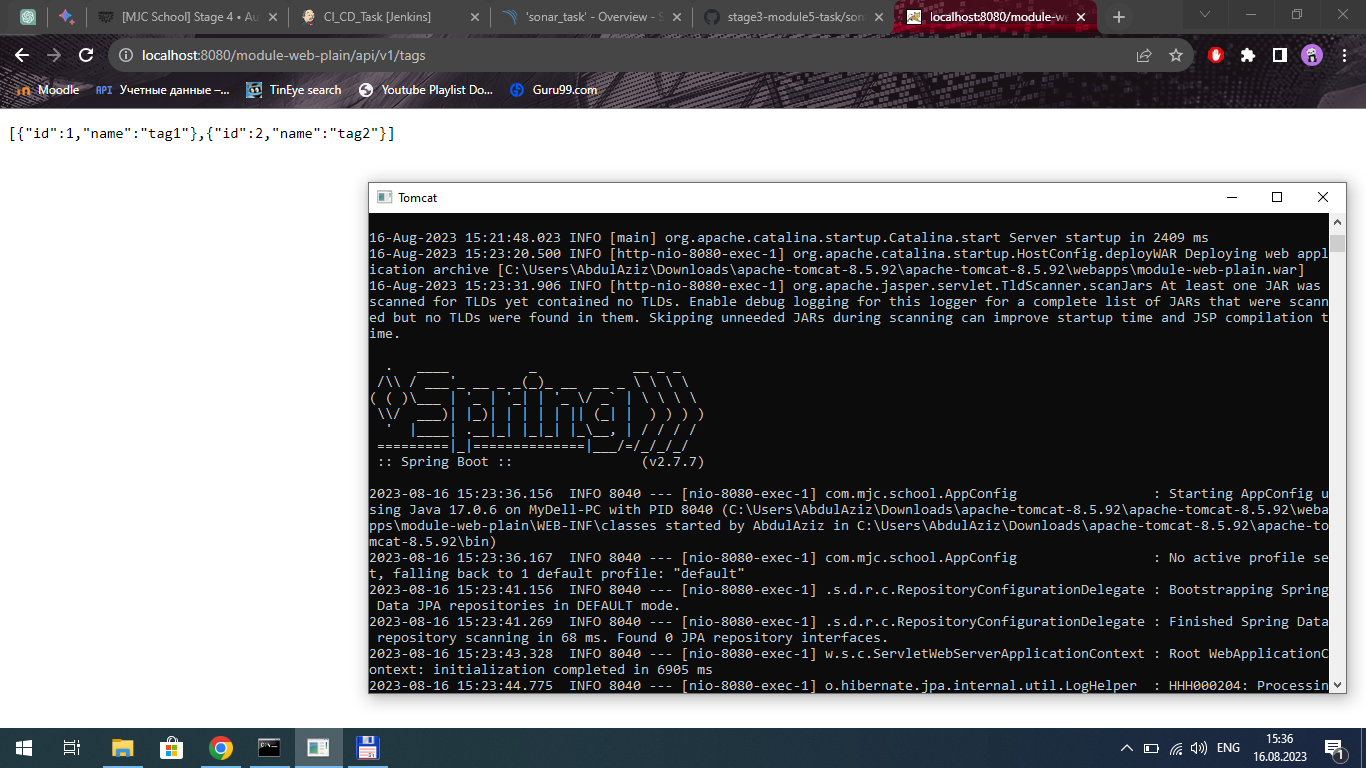 [MJC School] Stage 4 • Au
CI_CD_Task [Jenkins]
'sonar_task' - Overview - S
stage3-module5-task/son
localhost:8080/module-we
localhost:8080/module-web-plain/api/v1/tags
Moodle
API Учетные данные –...
TinEye search
Youtube Playlist Do...
Guru99.com
[{"id":1,"name":"tag1"},{"id":2,"name":"tag2"}]
Tomcat
16-Aug-2023 15:21:48.023 INFO [main] org.apache.catalina.startup.Catalina.start Server startup in 2409 ms
16-Aug-2023 15:23:20.500 INFO [http-nio-8080-exec-1] org.apache.catalina.startup.HostConfig.deployWAR Deploying web appl
ication archive [C:\Users\AbdulAziz\Downloads\apache-tomcat-8.5.92\apache-tomcat-8.5.92\webapps\module-web-plain.war]
16-Aug-2023 15:23:31.906 INFO [http-nio-8080-exec-1] org.apache.jasper.servlet.TldScanner.scanJars At least one JAR was
scanned for TLDs yet contained no TLDs. Enable debug logging for this logger for a complete list of JARs that were scann
ed but no TLDs were found in them. Skipping unneeded JARs during scanning can improve startup time and JSP compilation t
ime.
Spring
:: Spring Boot :: (v2.7.7)
2023-08-16 15:23:36.156 INFO 8040 --- [nio-8080-exec-1] com.mjc.school.AppConfig : Starting AppConfig u
sing Java 17.0.6 on MyDell-PC with PID 8040 (C:\Users\AbdulAziz\Downloads\apache-tomcat-8.5.92\apache-tomcat-8.5.92\weba
pps\module-web-plain\WEB-INF\classes started by AbdulAziz in C:\Users\AbdulAziz\Downloads\apache-tomcat-8.5.92\apache-to
mcat-8.5.92\bin)
2023-08-16 15:23:36.167 INFO 8040 --- [nio-8080-exec-1] com.mjc.school.AppConfig : No active profile se
t, falling back to 1 default profile: "default"
2023-08-16 15:23:41.156 INFO 8040 --- [nio-8080-exec-1] .s.d.r.c.RepositoryConfigurationDelegate : Bootstrapping Spring
Data JPA repositories in DEFAULT mode.
2023-08-16 15:23:41.269 INFO 8040 --- [nio-8080-exec-1] .s.d.r.c.RepositoryConfigurationDelegate : Finished Spring Data
repository scanning in 68 ms. Found 0 JPA repository interfaces.
2023-08-16 15:23:43.328 INFO 8040 --- [nio-8080-exec-1] w.s.c.ServletWebServerApplicationContext : Root WebApplicationC
ontext: initialization completed in 6905 ms
2023-08-16 15:23:44.775 INFO 8040 --- [nio-8080-exec-1] o.hibernate.jpa.internal.util.LogHelper : HHH000204: Processin
ENG
15:36
16.08.2023
1